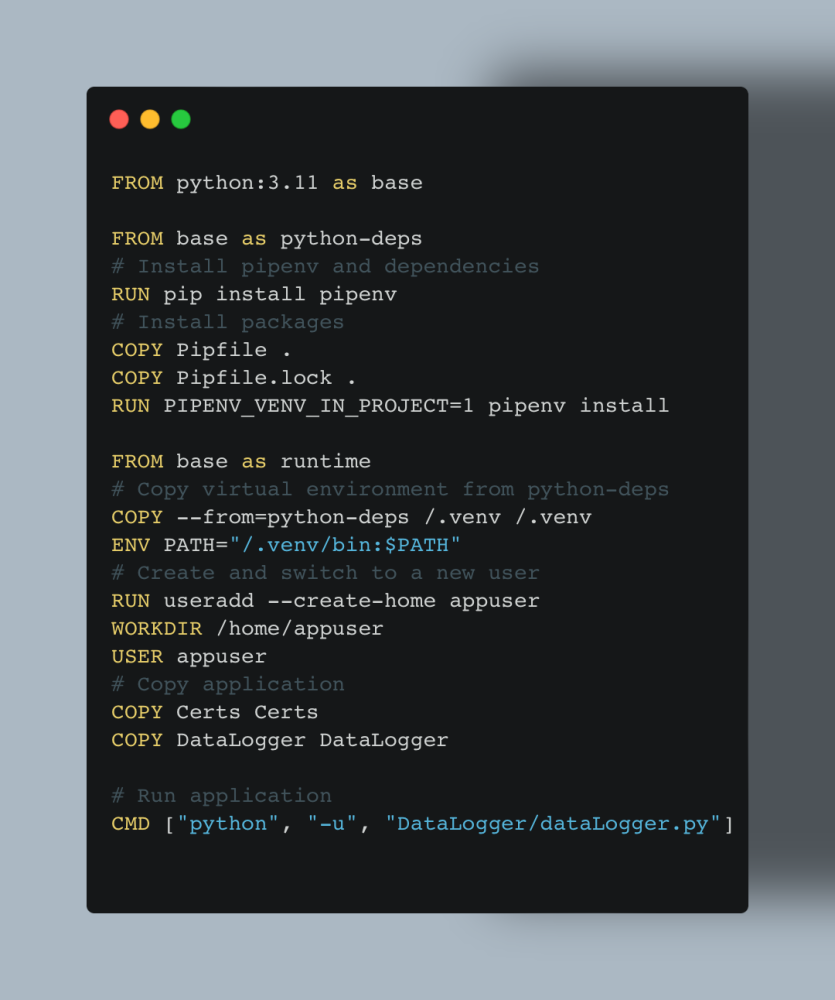 FROM python:3.11 as base
FROM base as python-deps
# Install pipenv and dependencies
RUN pip install pipenv
# Install packages
COPY Pipfile .
COPY Pipfile.lock .
RUN PIPENV_VENV_IN_PROJECT=1 pipenv install
FROM base as runtime
# Copy virtual environment from python-deps
COPY --from=python-deps /.venv /.venv
ENV PATH="/.venv/bin:$PATH"
# Create and switch to a new user
RUN useradd --create-home appuser
WORKDIR /home/appuser
USER appuser
# Copy application
COPY Certs Certs
COPY DataLogger DataLogger
# Run application
CMD ["python", "-u", "DataLogger/dataLogger.py"]